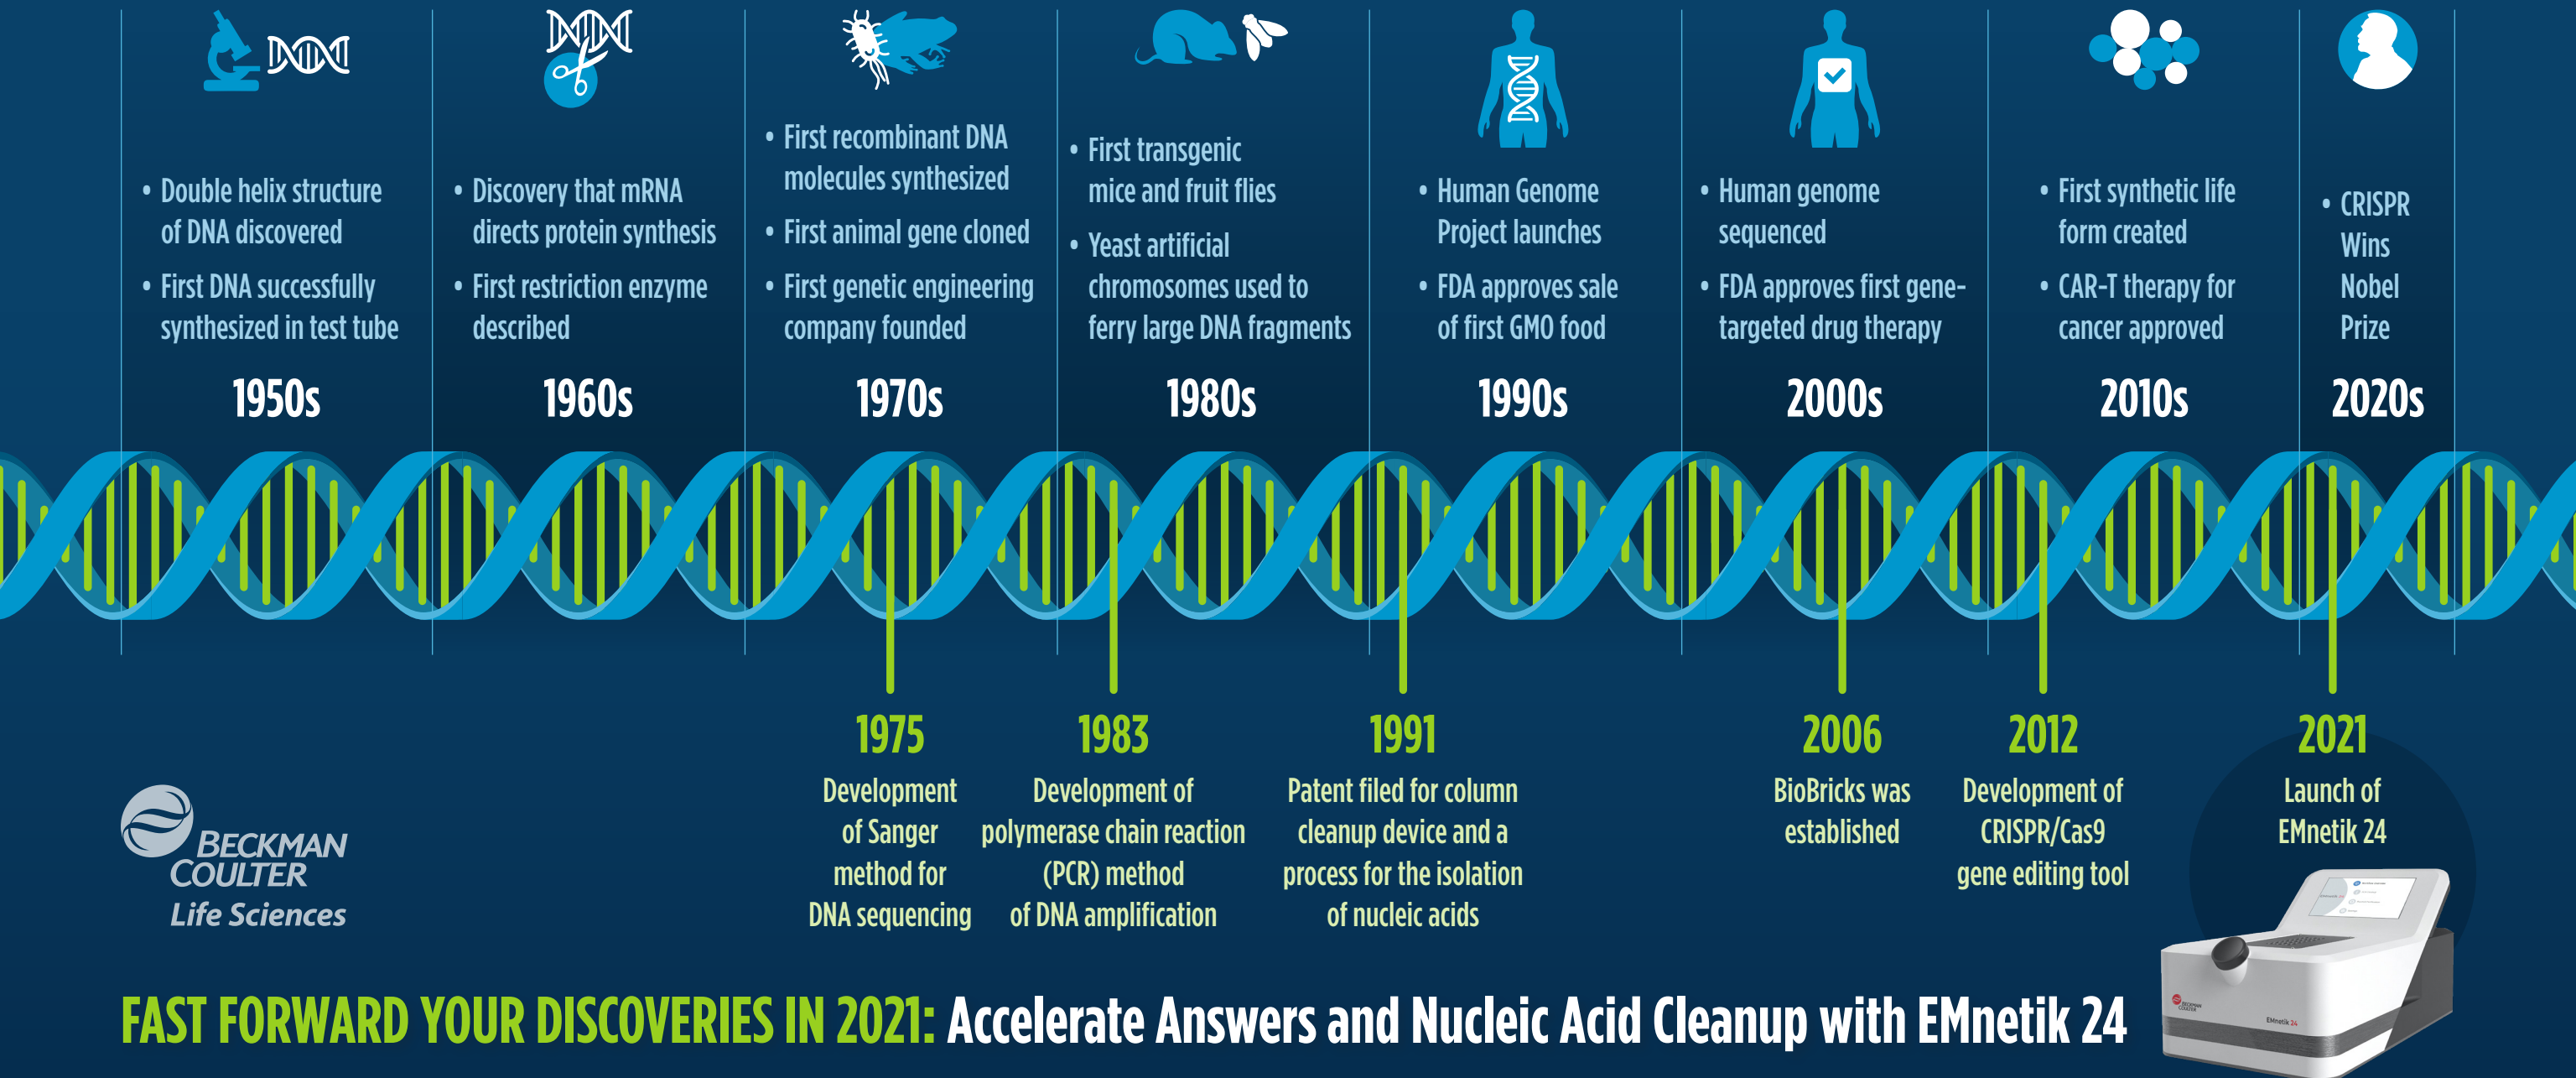 • Double helix structure
of DNA discovered
• First DNA successfully
synthesized in test tube
1950s
• Discovery that mRNA
directs protein synthesis
• First restriction enzyme
described
1960s
• First recombinant DNA
molecules synthesized
• First animal gene cloned
• First genetic engineering
company founded
1970s
• First transgenic
mice and fruit flies
• Yeast artificial
chromosomes used to
ferry large DNA fragments
1980s
• Human Genome
Project launches
• FDA approves sale
of first GMO food
1990s
• Human genome
sequenced
• FDA approves first gene-
targeted drug therapy
2000s
• First synthetic life
form created
• CAR-T therapy for
cancer approved
2010s
• CRISPR
Wins
Nobel
Prize
2020s
1975
Development
of Sanger
method for
DNA sequencing
1983
Development of
polymerase chain reaction
(PCR) method
of DNA amplification
1991
Patent filed for column
cleanup device and a
process for the isolation
of nucleic acids
2006
BioBricks was
established
2012
Development of
CRISPR/Cas9
gene editing tool
2021
Launch of
EMnetik 24
BECKMAN
COULTER
Life Sciences
BECKMAN
COULTER
EMnetik 24
FAST FORWARD YOUR DISCOVERIES IN 2021: Accelerate Answers and Nucleic Acid Cleanup with EMnetik 24